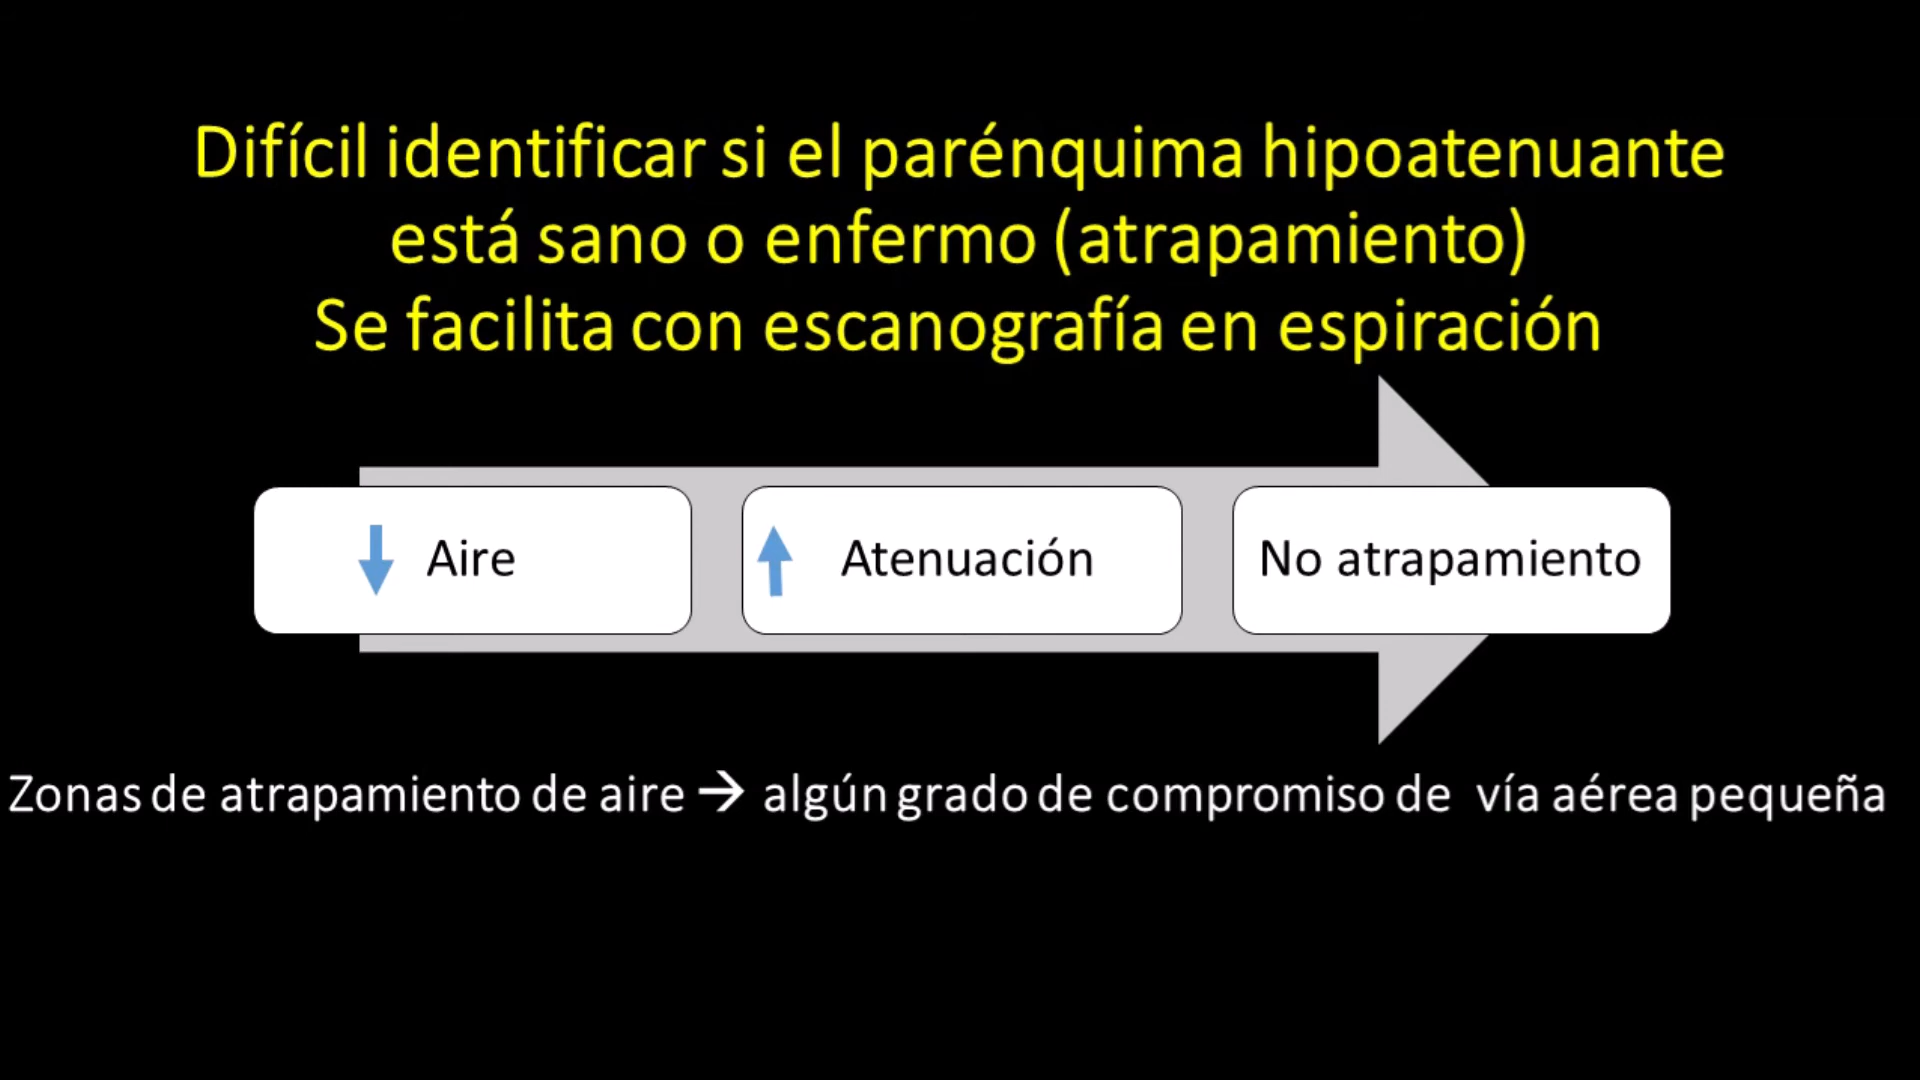 Difícil identificar si el parénquima hipoatenuante
está sano o enfermo (atrapamiento)
Se facilita con escanografía en espiración
Aire
Atenuación
No atrapamiento
Zonas de atrapamiento de aire → algún grado de compromiso de vía aérea pequeña